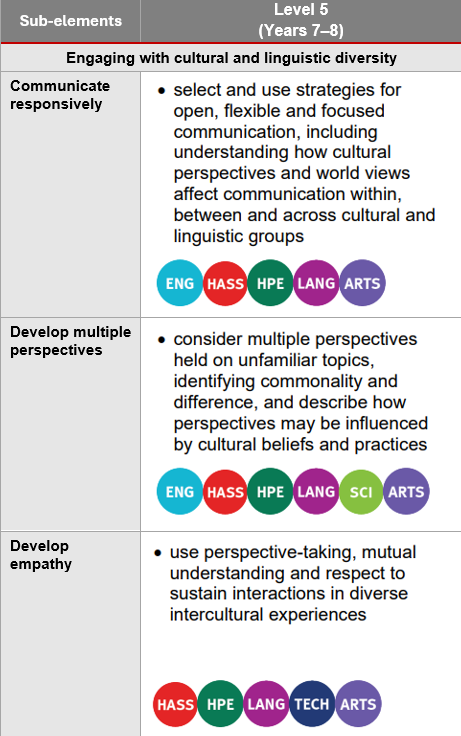 Sub-elements
Level 5
(Years 7–8)
Engaging with cultural and linguistic diversity
Communicate
responsively
• select and use strategies for
open, flexible and focused
communication, including
understanding how cultural
perspectives and world views
affect communication within,
between and across cultural and
linguistic groups
ENG HASS HPE LANG ARTS
Develop multiple
perspectives
• consider multiple perspectives
held on unfamiliar topics,
identifying commonality and
difference, and describe how
perspectives may be influenced
by cultural beliefs and practices
ENG HASS HPE LANG SCI ARTS
Develop
empathy
• use perspective-taking, mutual
understanding and respect to
sustain interactions in diverse
intercultural experiences
HASS HPE LANG TECH ARTS